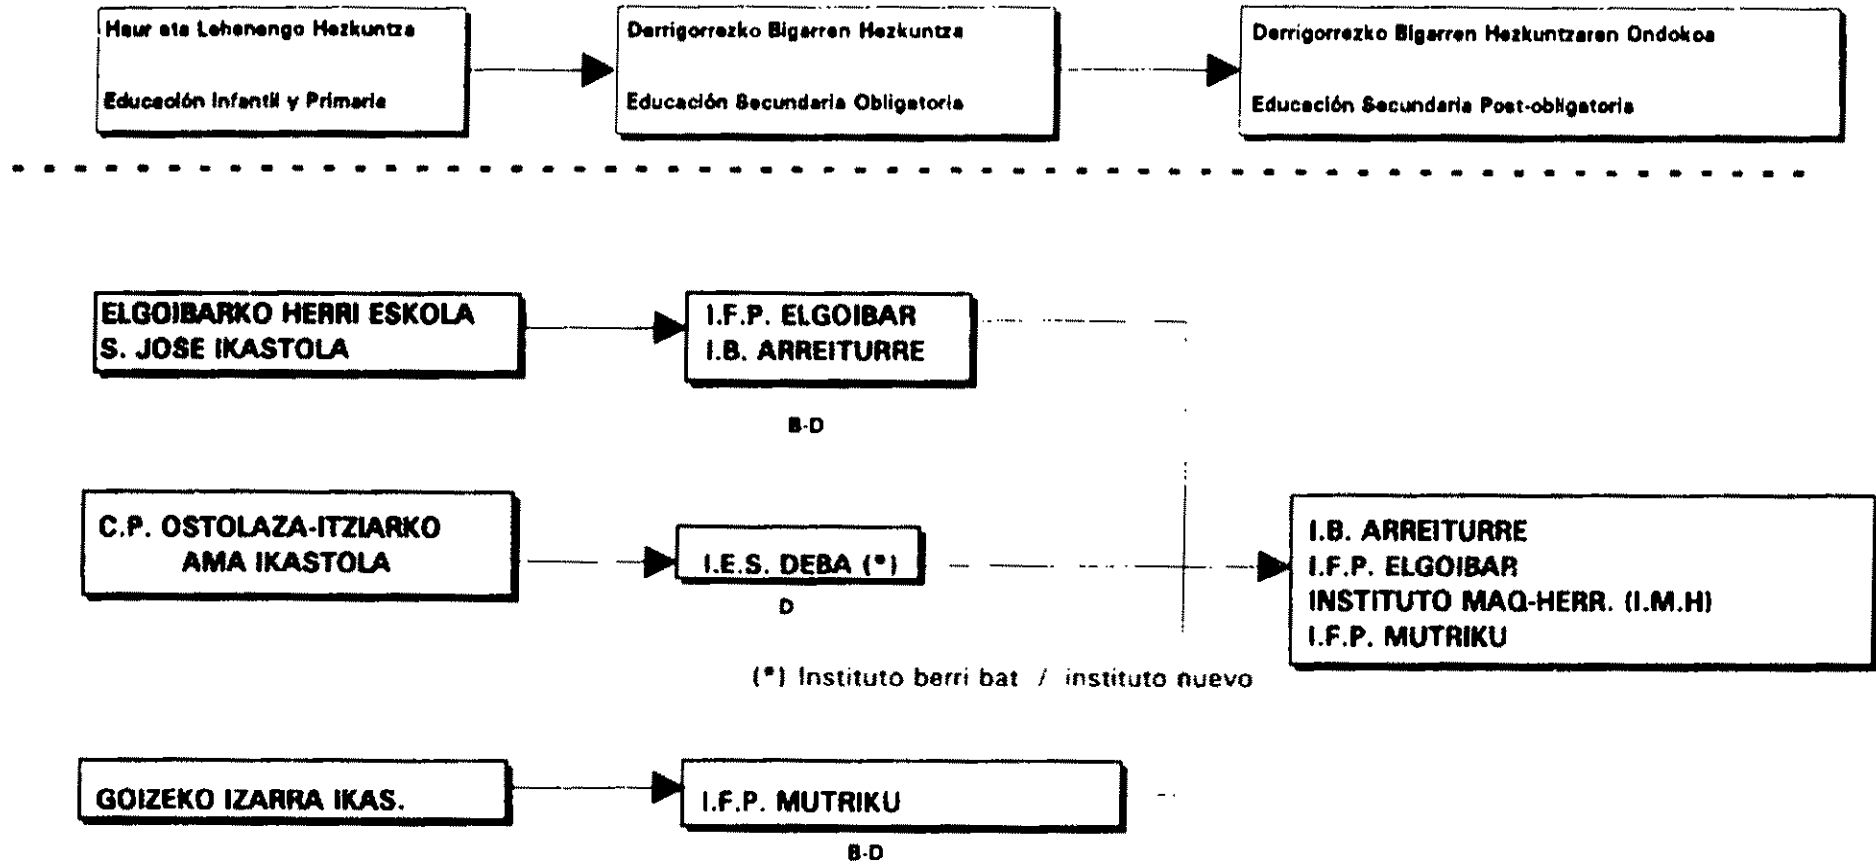 Haur eta Lehenengo Hezkuntza
Educación Infantil y Primaria
Derrigorrezko Bigarren Hezkuntza
Educación Secundaria Obligatoria
Derrigorrezko Bigarren Hezkuntzaren Ondokoa
Educación Secundaria Post-obligatoria
ELGOIBARKO HERRI ESKOLA
S. JOSE IKASTOLA
I.F.P. ELGOIBAR
I.B. ARREITURRE
B-D
C.P. OSTOLAZA-ITZIARKO
AMA IKASTOLA
I.E.S. DEBA (*)
D
I.B. ARREITURRE
I.F.P. ELGOIBAR
INSTITUTO MAQ-HERR. (I.M.H)
I.F.P. MUTRIKU
(*) Instituto berri bat / instituto nuevo
GOIZEKO IZARRA IKAS.
I.F.P. MUTRIKU
B-D